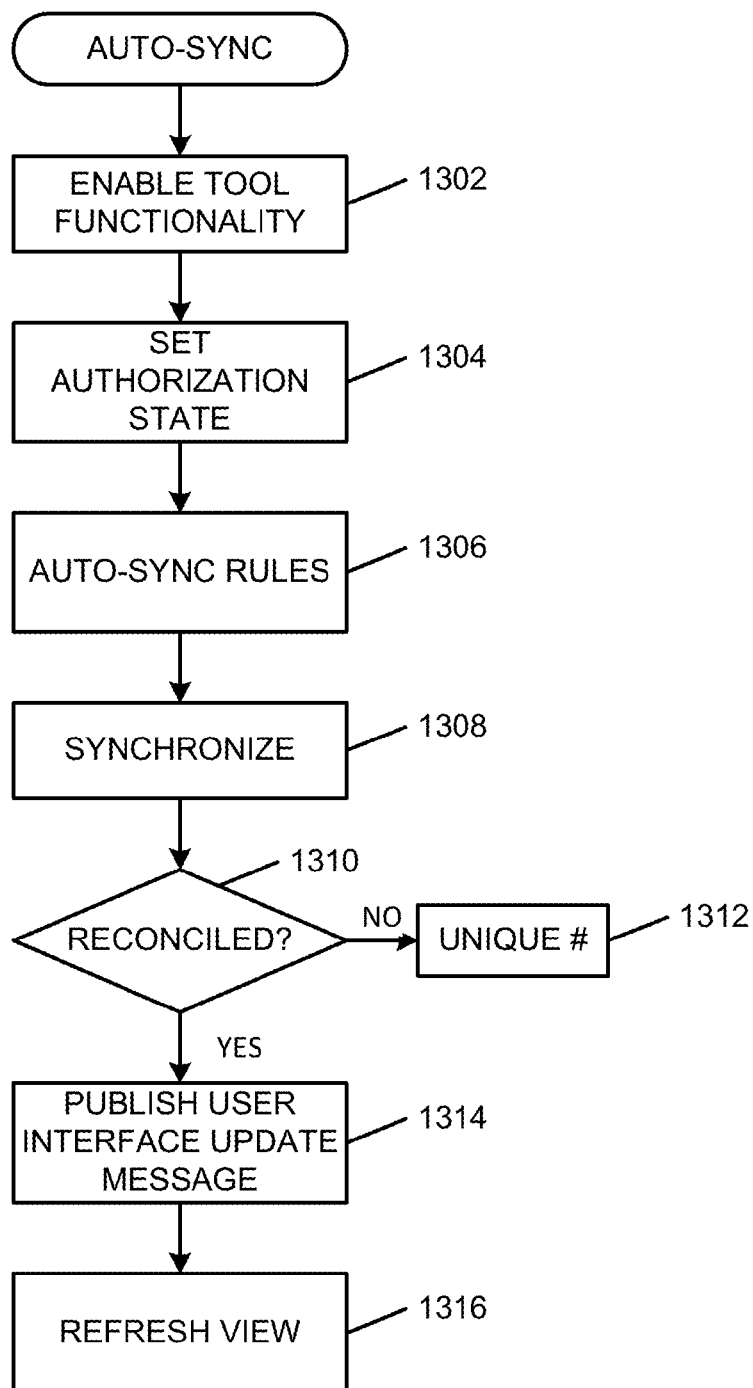 AUTO-SYNC
ENABLE TOOL
FUNCTIONALITY
1302
SET
AUTHORIZATION
STATE
1304
AUTO-SYNC RULES
1306
SYNCHRONIZE
1308
1310
RECONCILED?
NO
UNIQUE #
1312
YES
PUBLISH USER
INTERFACE UPDATE
MESSAGE
1314
REFRESH VIEW
1316